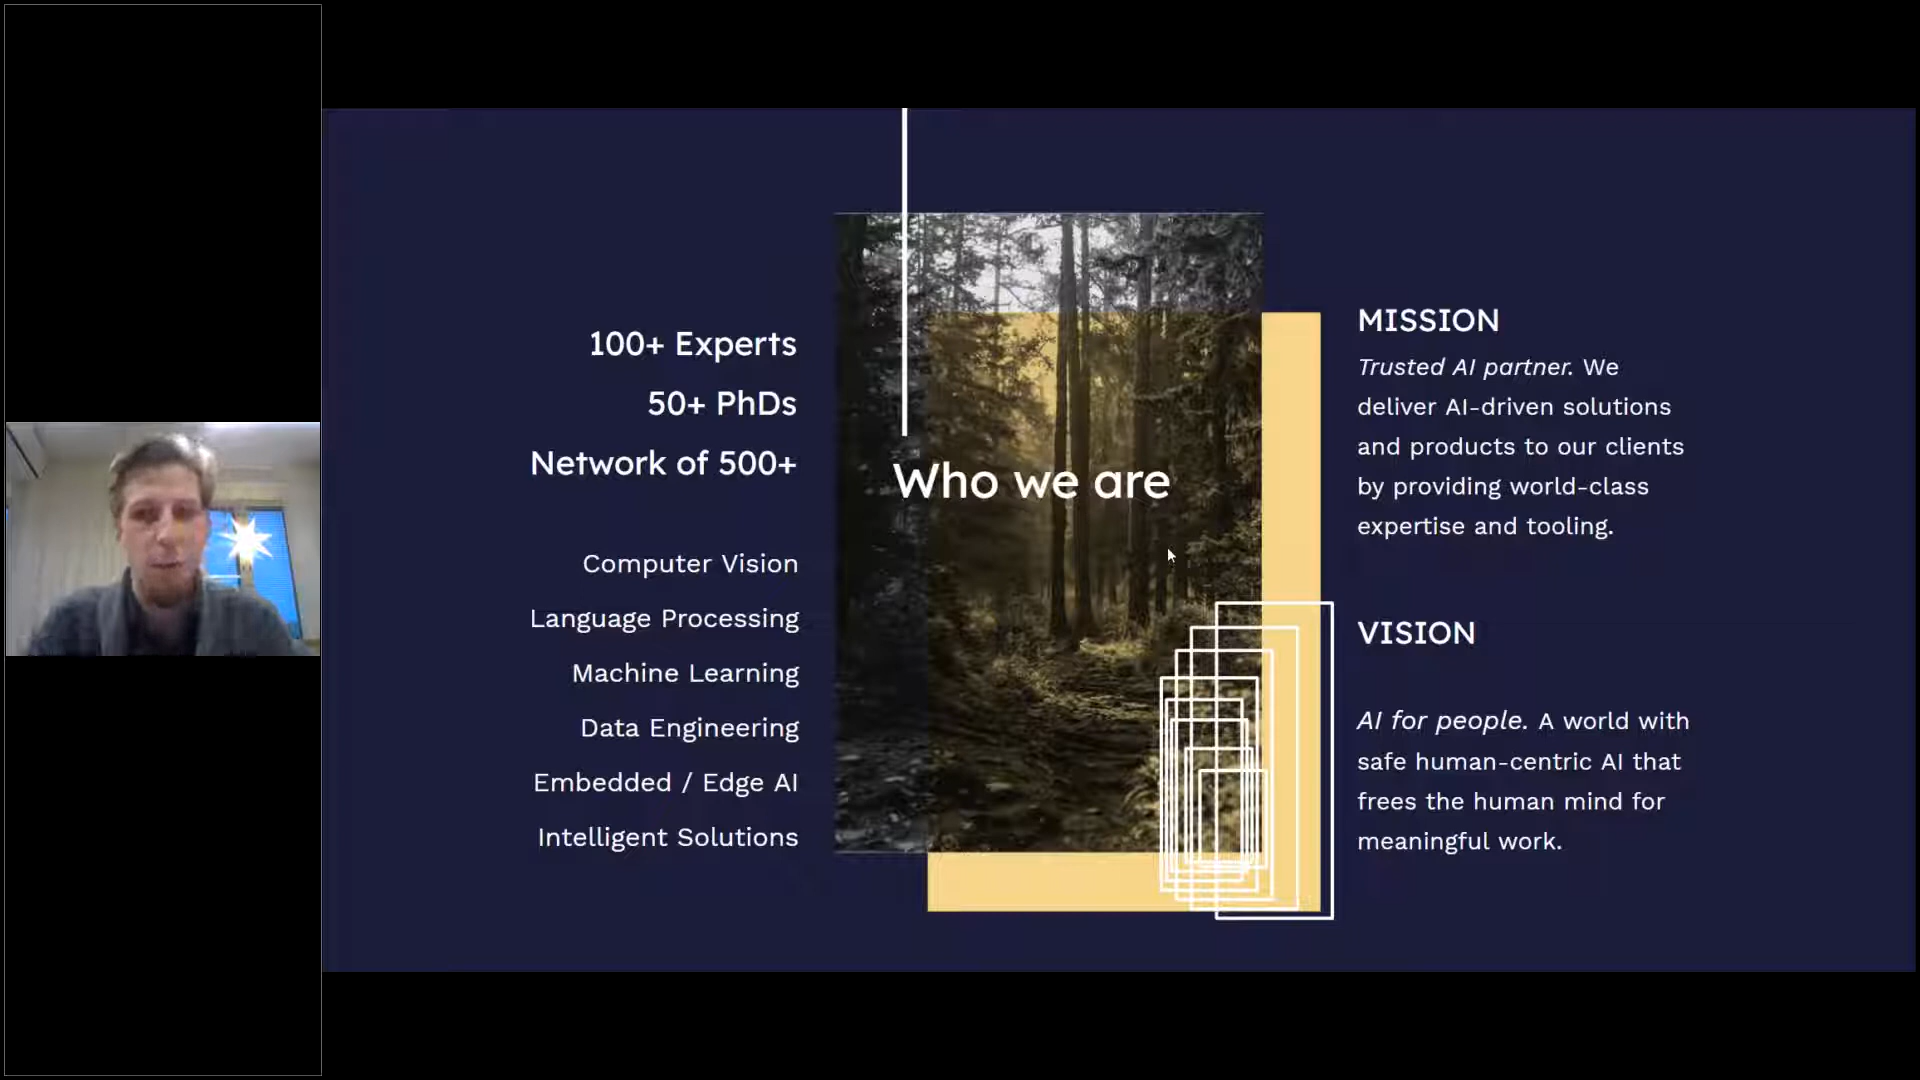 100+ Experts
50+ PhDs
Network of 500+
Computer Vision
Language Processing
Machine Learning
Data Engineering
Embedded / Edge AI
Intelligent Solutions
Who we are
MISSION
Trusted AI partner. We
deliver AI-driven solutions
and products to our clients
by providing world-class
expertise and tooling.
VISION
AI for people. A world with
safe human-centric AI that
frees the human mind for
meaningful work.